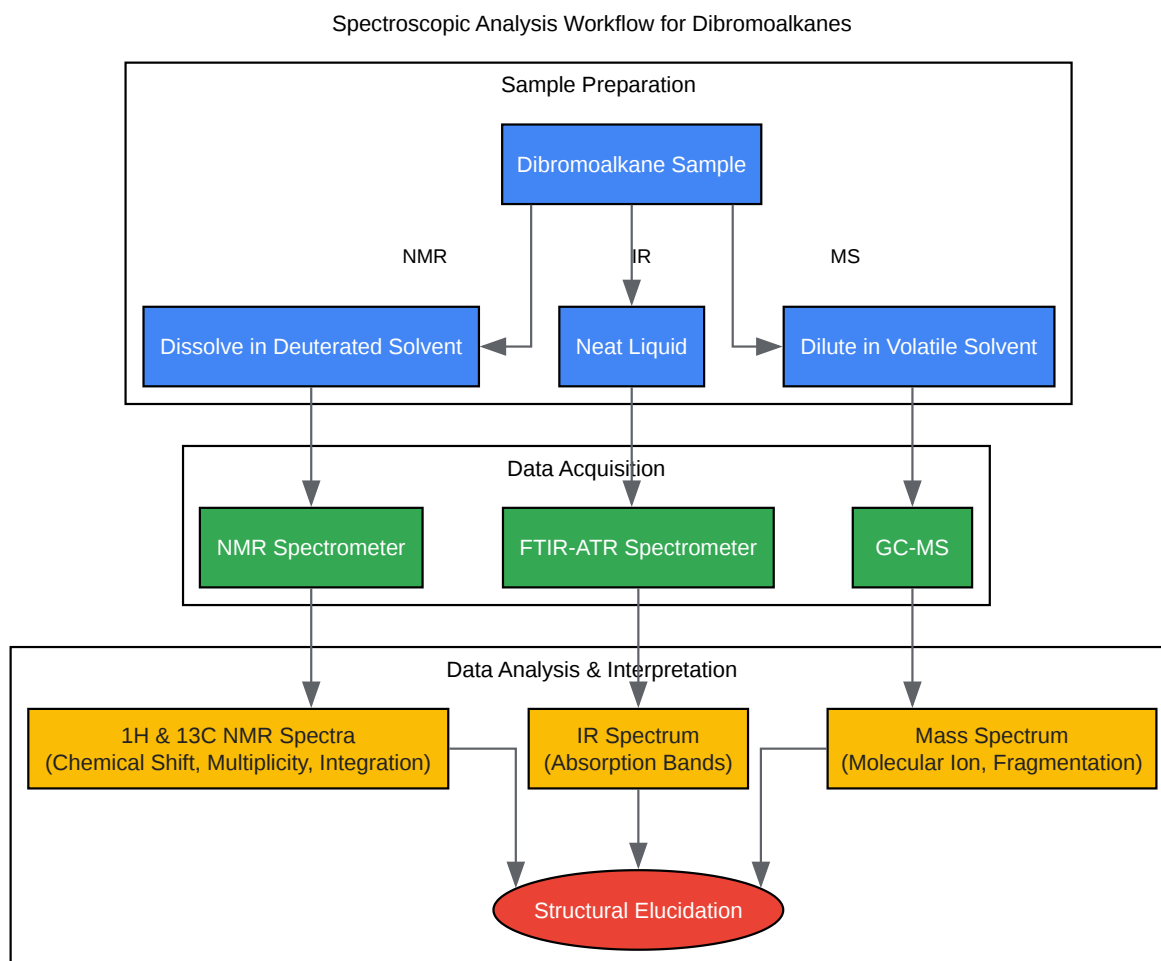 Spectroscopic Analysis Workflow for Dibromoalkanes
Sample Preparation
Dibromoalkane Sample
NMR
IR
MS
Dissolve in Deuterated Solvent
Neat Liquid
Dilute in Volatile Solvent
Data Acquisition
NMR Spectrometer
FTIR-ATR Spectrometer
GC-MS
Data Analysis & Interpretation
1H & 13C NMR Spectra
(Chemical Shift, Multiplicity, Integration)
IR Spectrum
(Absorption Bands)
Mass Spectrum
(Molecular Ion, Fragmentation)
Structural Elucidation